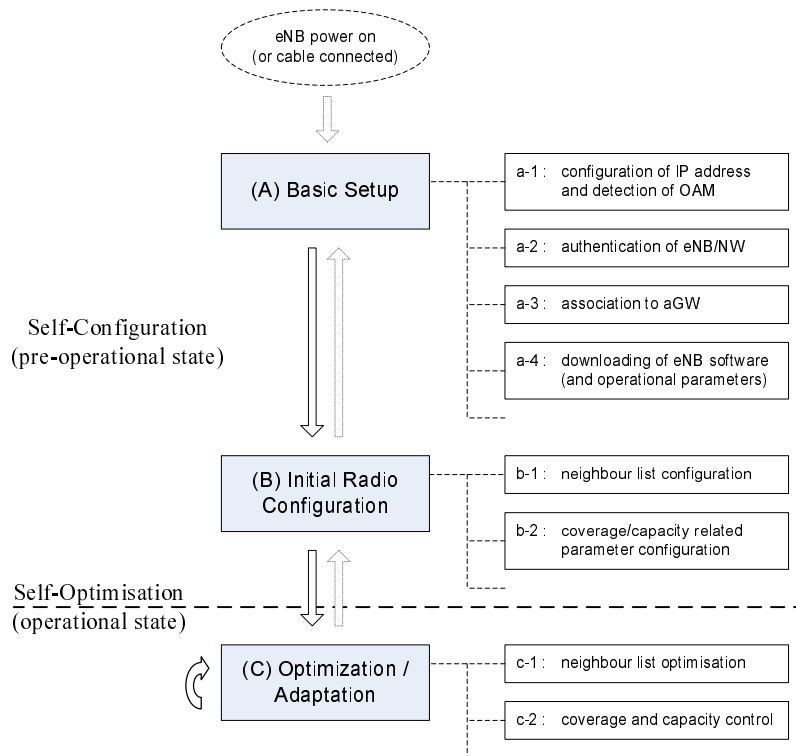 eNB power on
(or cable connected)
(A) Basic Setup
a-1 : configuration of IP address
and detection of OAM
a-2 : authentication of eNB/NW
a-3 : association to aGW
a-4 : downloading of eNB software
(and operational parameters)
Self-Configuration
(pre-operational state)
(B) Initial Radio
Configuration
b-1 : neighbour list configuration
b-2 : coverage/capacity related
parameter configuration
Self-Optimisation
(operational state)
(C) Optimization /
Adaptation
c-1 : neighbour list optimisation
c-2 : coverage and capacity control